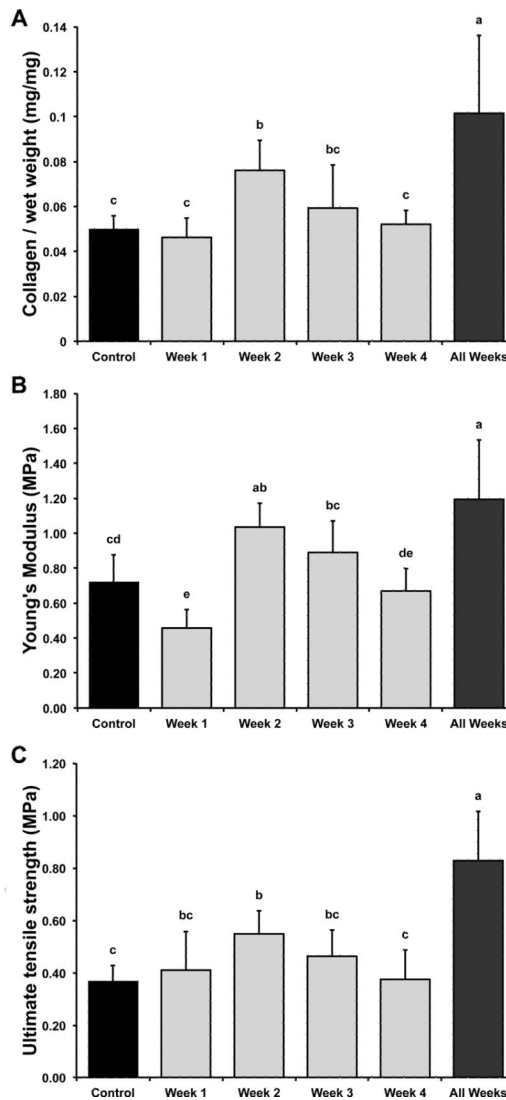 A
Collagen / wet weight (mg/mg)
0.14
0.12
0.1
0.08
0.06
0.04
0.02
0
c
c
b
bc
c
a
Control Week 1 Week 2 Week 3 Week 4 All Weeks
B
Young's Modulus (MPa)
1.80
1.60
1.40
1.20
1.00
0.80
0.60
0.40
0.20
0.00
cd
e
ab
bc
de
a
Control Week 1 Week 2 Week 3 Week 4 All Weeks
C
Ultimate tensile strength (MPa)
1.20
1.00
0.80
0.60
0.40
0.20
0.00
c
bc
b
bc
c
a
Control Week 1 Week 2 Week 3 Week 4 All Weeks